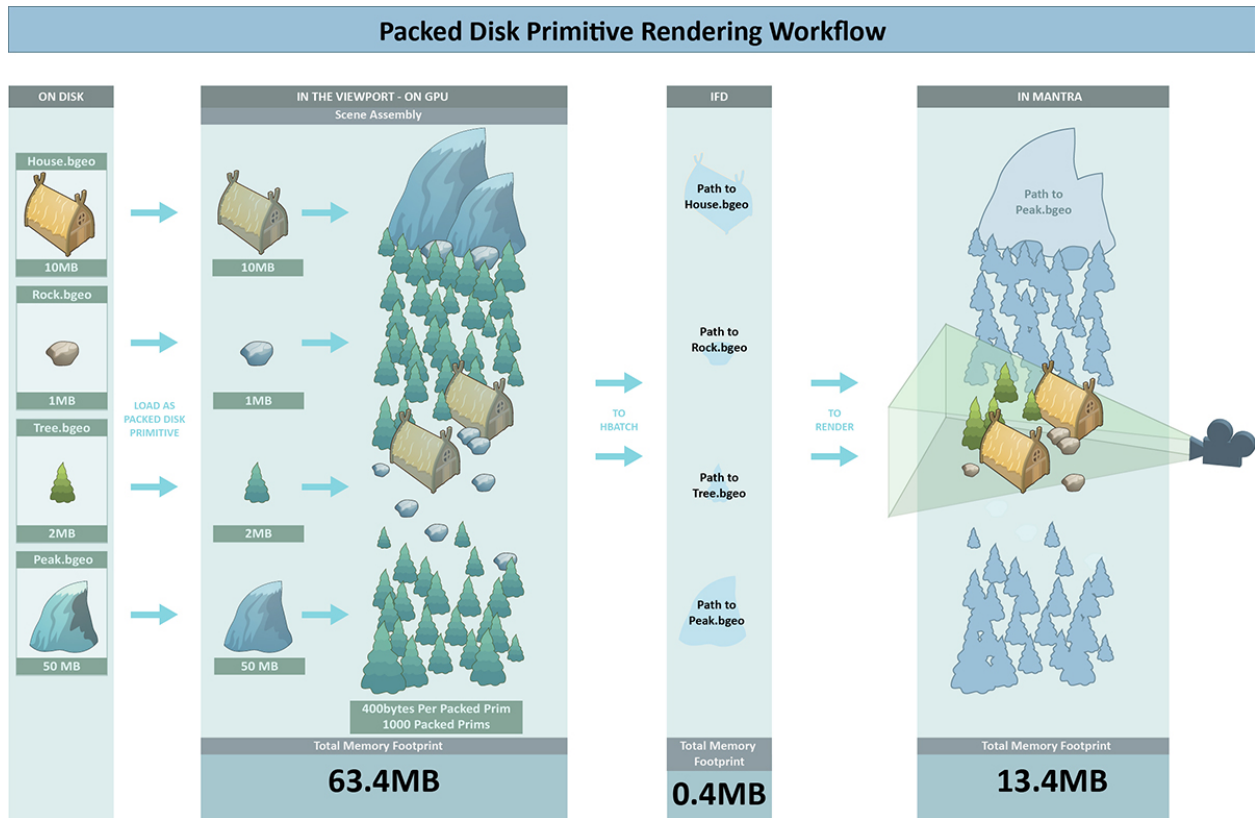 Packed Disk Primitive Rendering Workflow
ON DISK
House.bgeo
10MB
Rock.bgeo
1MB
Tree.bgeo
2MB
Peak.bgeo
50 MB
LOAD AS
PACKED DISK
PRIMITIVE
IN THE VIEWPORT - ON GPU
Scene Assembly
10MB
1MB
2MB
50 MB
400bytes Per Packed Prim
1000 Packed Prims
Total Memory Footprint
63.4MB
TO
HBATCH
IFD
Path to
House.bgeo
Path to
Rock.bgeo
Path to
Tree.bgeo
Path to
Peak.bgeo
Total Memory
Footprint
0.4MB
TO
RENDER
IN MANTRA
Path to
Peak.bgeo
Total Memory Footprint
13.4MB